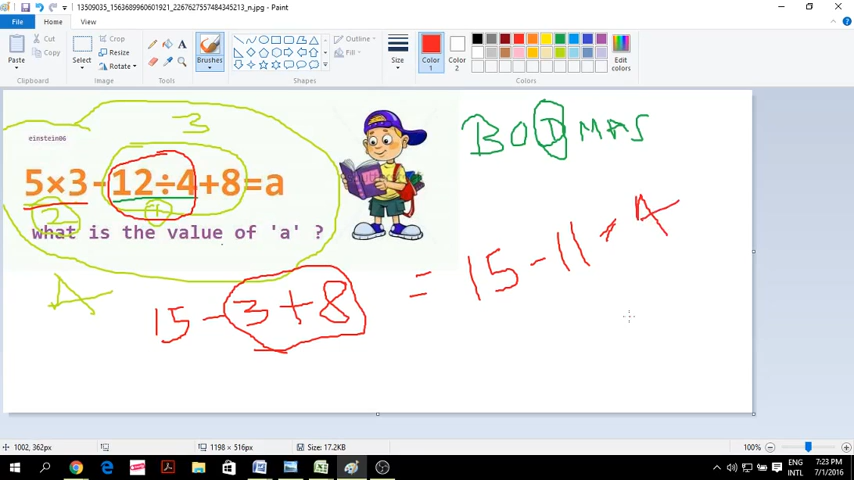 13509035_1563689960601921_2267627557484345213_n.jpg - Paint
File
Home
View
Paste
Cut
Copy
Clipboard
Select
Crop
Resize
Rotate
Image
A
Tools
Brushes
Shapes
Outline
Fill
Size
Color 1
Color 2
Edit colors
Colors
einstein06
5×3-12÷4+8=a
what is the value of 'a' ?
3
2
1
BODMAS
A
15-3+8 = 15-11 = A
1002, 362px
1198 × 516px
Size: 17.2KB
100%
ENG
INTL
7:23 PM
7/1/2016